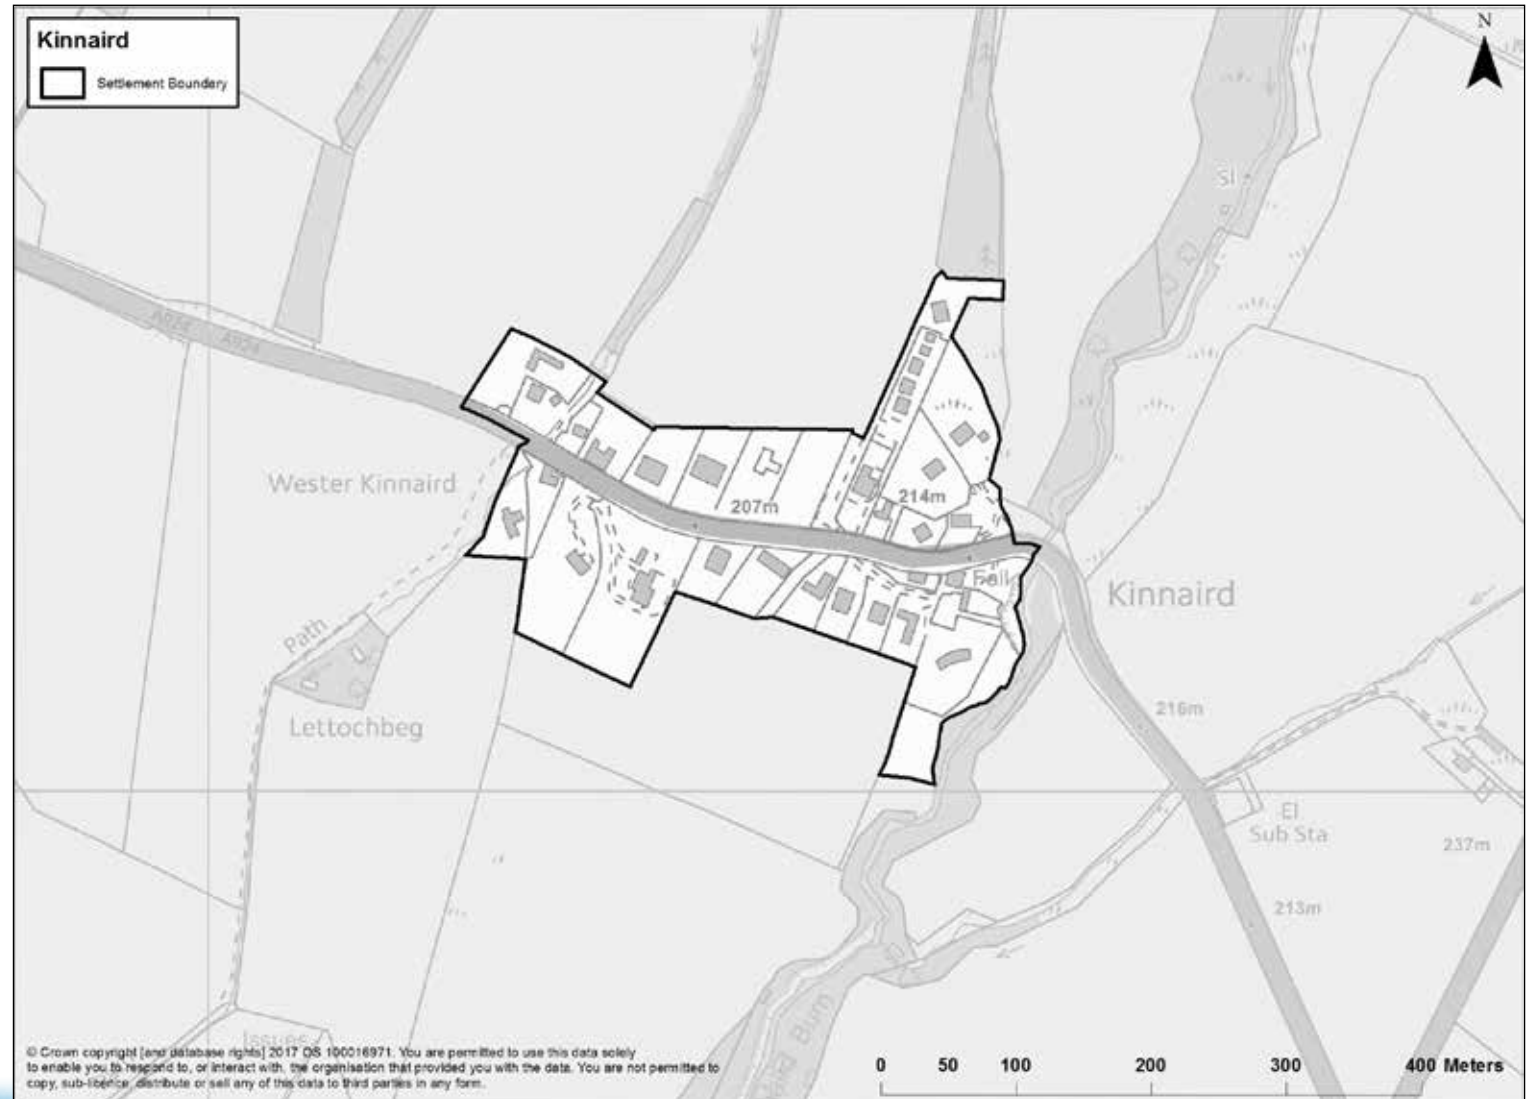 Kinnaird
Settlement Boundary
N
Sl
A924
A924
Wester Kinnaird
207m
214m
Fall
Kinnaird
Path
Lettochbeg
216m
El
Sub Sta
237m
213m
Issues
Burn
© Crown copyright [and database rights] 2017 OS 100016971. You are permitted to use this data solely
to enable you to respond to, or interact with, the organisation that provided you with the data. You are not permitted to
copy, sub-licence, distribute or sell any of this data to third parties in any form.
0 50 100 200 300 400 Meters